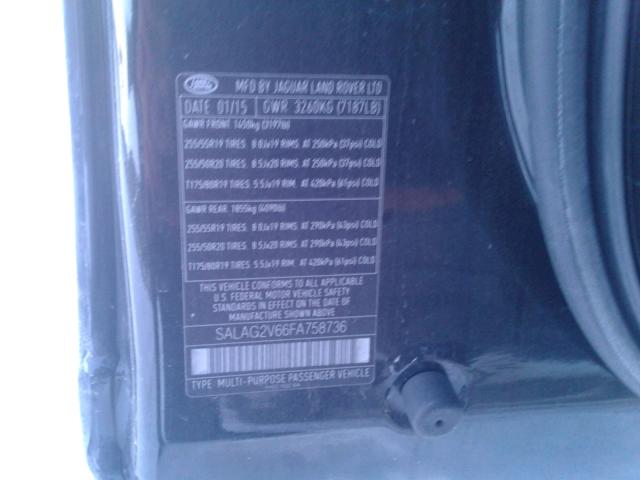 MFD BY JAGUAR LAND ROVER LTD
DATE 01/15 GWR 3260KG (7187LB)
GAWR FRONT 1450kg (3197lb)
255/55R19 TIRES. 8.0Jx19 RIMS. AT 250kPa (37psi) COLD
255/50R20 TIRES. 8.5Jx20 RIMS. AT 250kPa (37psi) COLD
T175/80R19 TIRES. 5.5Jx19 RIM. AT 420kPa (61psi) COLD
GAWR REAR 1855kg (4090lb)
255/55R19 TIRES. 8.0Jx19 RIMS. AT 290kPa (43psi) COLD
255/50R20 TIRES. 8.5Jx20 RIMS. AT 290kPa (43psi) COLD
T175/80R19 TIRES. 5.5Jx19 RIM. AT 420kPa (61psi) COLD
THIS VEHICLE CONFORMS TO ALL APPLICABLE
U.S. FEDERAL MOTOR VEHICLE SAFETY
STANDARDS IN EFFECT ON THE DATE OF
MANUFACTURE SHOWN ABOVE
SALAG2V66FA758736
TYPE MULTI-PURPOSE PASSENGER VEHICLE